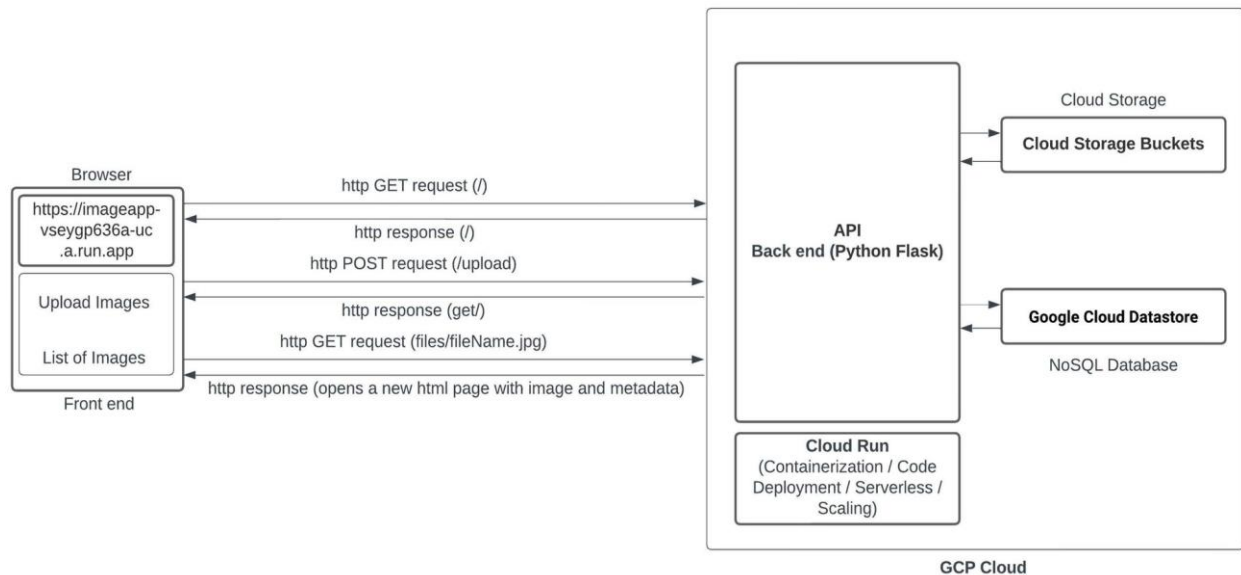 Browser
https://imageapp-
vseygp636a-uc
.a.run.app
Upload Images
List of Images
Front end
http GET request (/)
http response (/)
http POST request (/upload)
http response (get/)
http GET request (files/fileName.jpg)
http response (opens a new html page with image and metadata)
API
Back end (Python Flask)
Cloud Run
(Containerization / Code
Deployment / Serverless /
Scaling)
Cloud Storage
Cloud Storage Buckets
Google Cloud Datastore
NoSQL Database
GCP Cloud